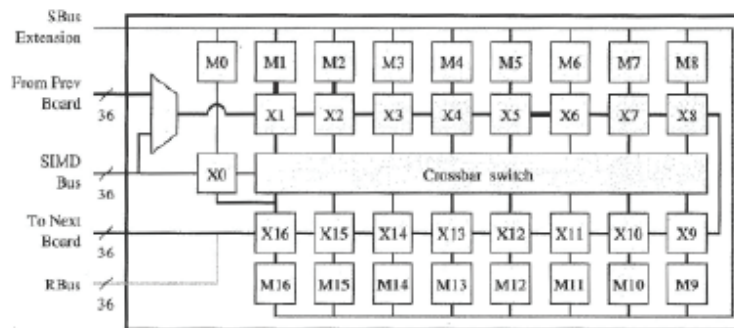 SBus
Extension
M0 M1 M2 M3 M4 M5 M6 M7 M8
From Prev
Board
36
X1 X2 X3 X4 X5 X6 X7 X8
SIMD
Bus
36
X0
Crossbar switch
To Next
Board
36
X16 X15 X14 X13 X12 X11 X10 X9
RBus
36
M16 M15 M14 M13 M12 M11 M10 M9